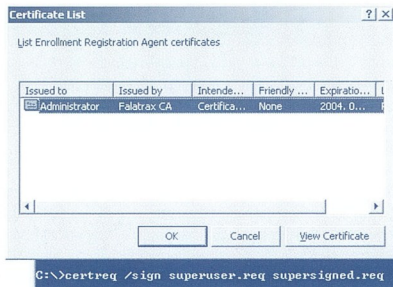 Certificate List
List Enrollment Registration Agent certificates
Issued to Issued by Intende... Friendly ... Expiratio...
Administrator Falatrax CA Certifica... None 2004. 0...
OK Cancel View Certificate
C:\>certreq /sign superuser.req supersigned.req